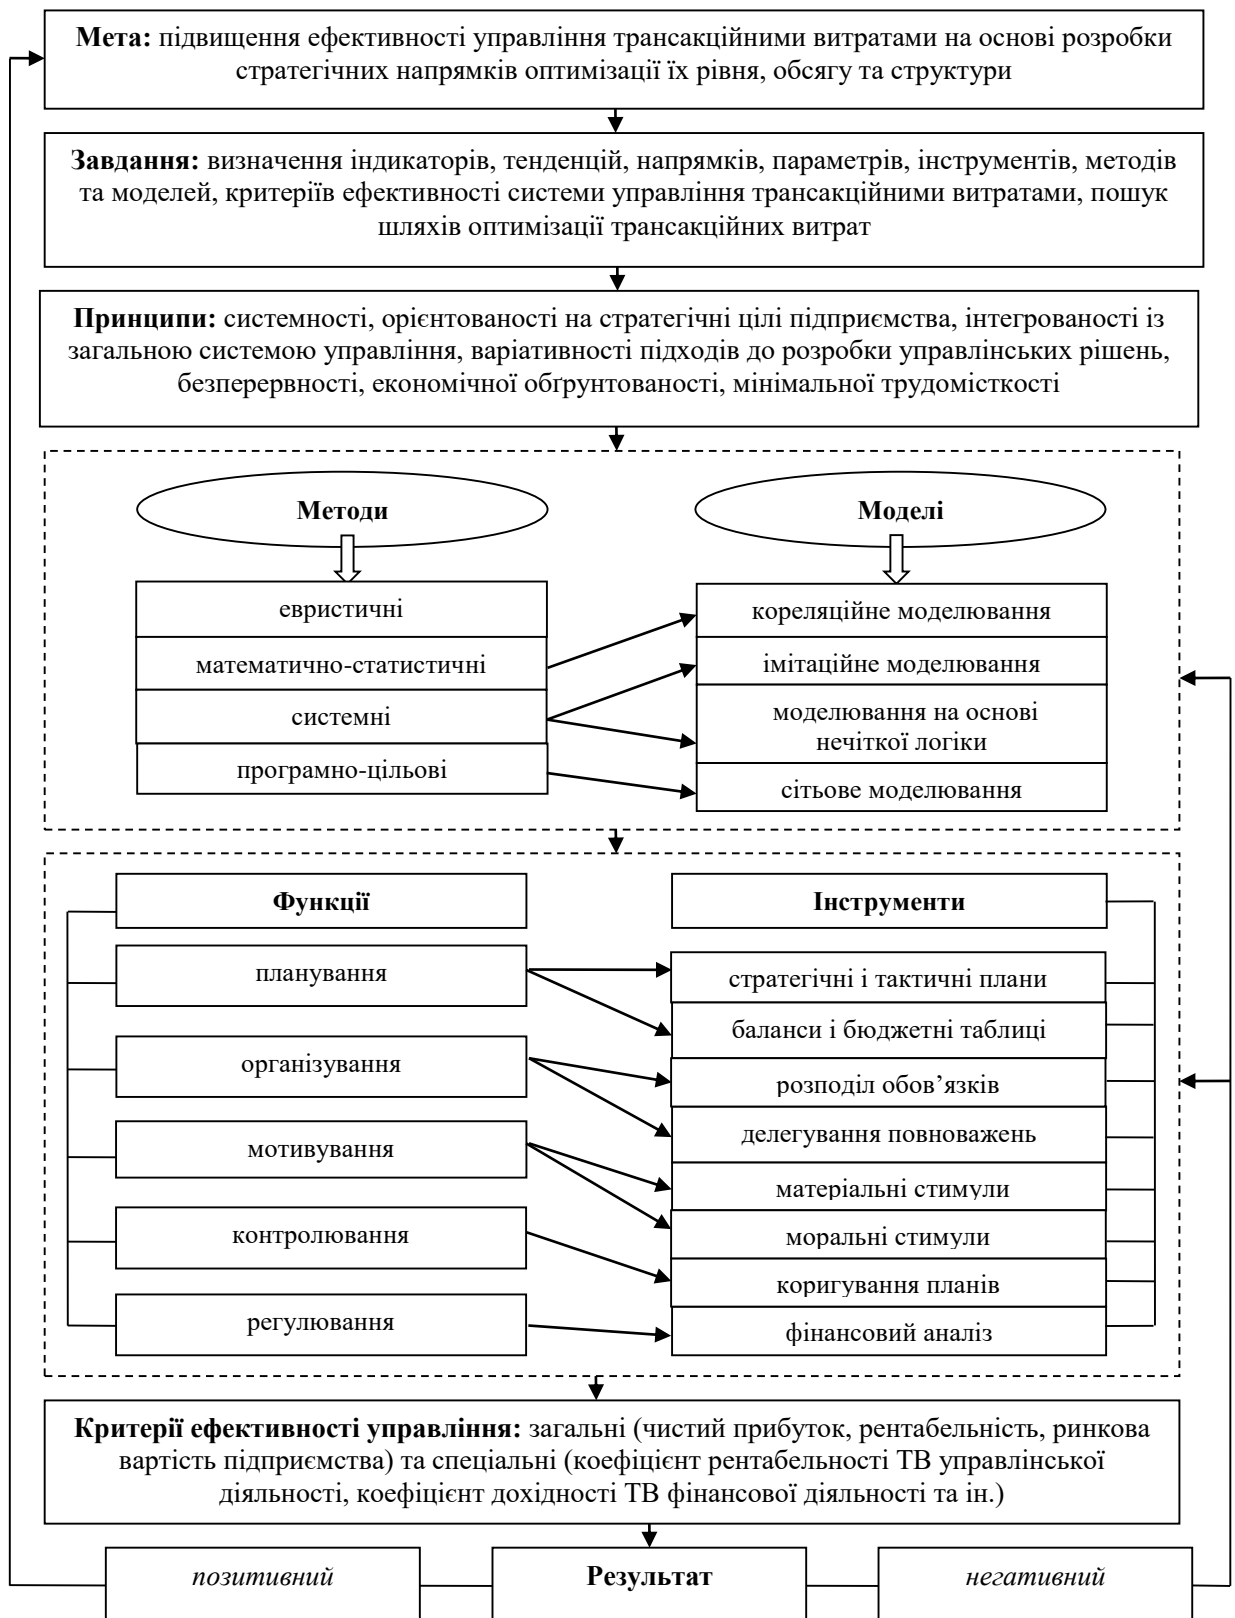 Мета: підвищення ефективності управління трансакційними витратами на основі розробки
стратегічних напрямків оптимізації їх рівня, обсягу та структури
Завдання: визначення індикаторів, тенденцій, напрямків, параметрів, інструментів, методів
та моделей, критеріїв ефективності системи управління трансакційними витратами, пошук
шляхів оптимізації трансакційних витрат
Принципи: системності, орієнтованості на стратегічні цілі підприємства, інтегрованості із
загальною системою управління, варіативності підходів до розробки управлінських рішень,
безперервності, економічної обґрунтованості, мінімальної трудомісткості
Методи
евристичні
математично-статистичні
системні
програмно-цільові
Моделі
кореляційне моделювання
імітаційне моделювання
моделювання на основі
нечіткої логіки
сітьове моделювання
Функції
планування
організування
мотивування
контролювання
регулювання
Інструменти
стратегічні і тактичні плани
баланси і бюджетні таблиці
розподіл обов’язків
делегування повноважень
матеріальні стимули
моральні стимули
коригування планів
фінансовий аналіз
Критерії ефективності управління: загальні (чистий прибуток, рентабельність, ринкова
вартість підприємства) та спеціальні (коефіцієнт рентабельності ТВ управлінської
діяльності, коефіцієнт дохідності ТВ фінансової діяльності та ін.)
позитивний
Результат
негативний